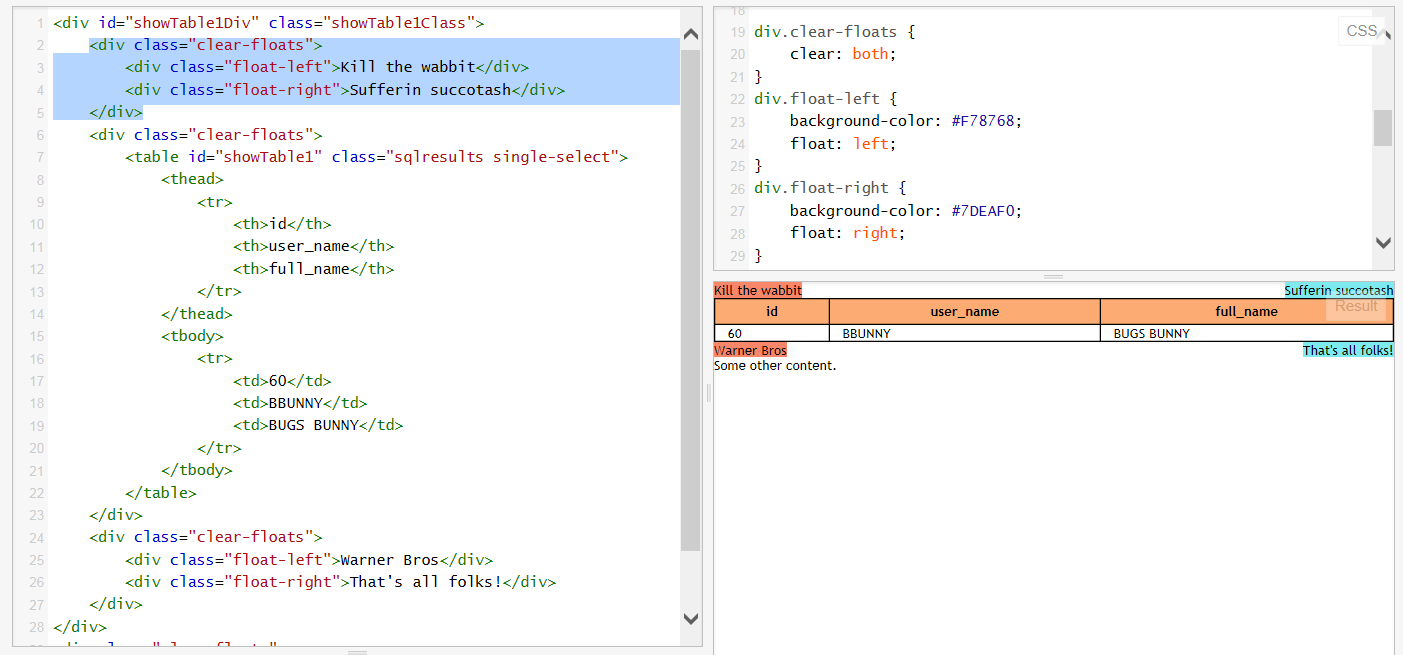 1 <div id="showTable1Div" class="showTable1Class">
2 <div class="clear-floats">
3 <div class="float-left">Kill the wabbit</div>
4 <div class="float-right">Sufferin succotash</div>
5 </div>
6 <div class="clear-floats">
7 <table id="showTable1" class="sqlresults single-select">
8 <thead>
9 <tr>
10 <th>id</th>
11 <th>user_name</th>
12 <th>full_name</th>
13 </tr>
14 </thead>
15 <tbody>
16 <tr>
17 <td>60</td>
18 <td>BBUNNY</td>
19 <td>BUGS BUNNY</td>
20 </tr>
21 </tbody>
22 </table>
23 </div>
24 <div class="clear-floats">
25 <div class="float-left">Warner Bros</div>
26 <div class="float-right">That's all folks!</div>
27 </div>
28 </div>
18
CSS
19 div.clear-floats {
20 clear: both;
21 }
22 div.float-left {
23 background-color: #F78768;
24 float: left;
25 }
26 div.float-right {
27 background-color: #7DEAF0;
28 float: right;
29 }
Kill the wabbit Sufferin succotash
Result
id user_name full_name
60 BBUNNY BUGS BUNNY
Warner Bros That's all folks!
Some other content.